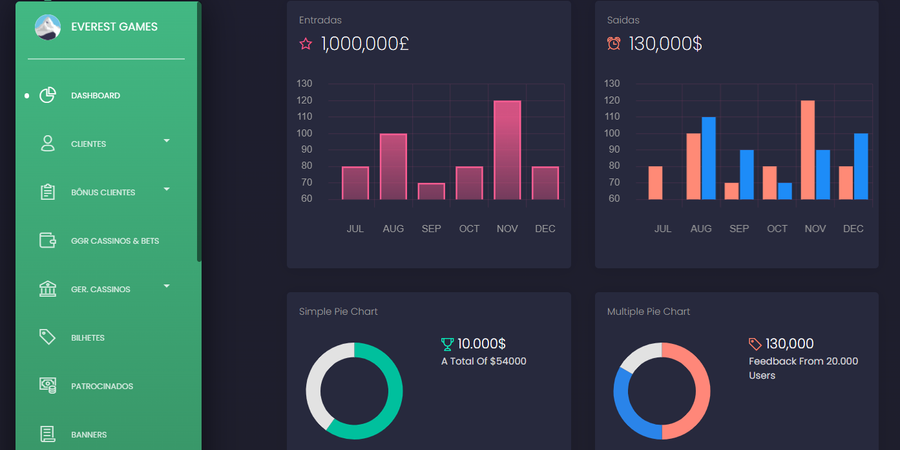 EVEREST GAMES
DASHBOARD
CLIENTES
BÔNUS CLIENTES
GGR CASSINOS & BETS
GER. CASSINOS
BILHETES
PATROCINADOS
BANNERS
Entradas
1,000,000£
130
120
110
100
90
80
70
60
JUL AUG SEP OCT NOV DEC
Saidas
130,000$
130
120
110
100
90
80
70
60
JUL AUG SEP OCT NOV DEC
Simple Pie Chart
10.000$
A Total Of $54000
Multiple Pie Chart
130,000
Feedback From 20.000
Users